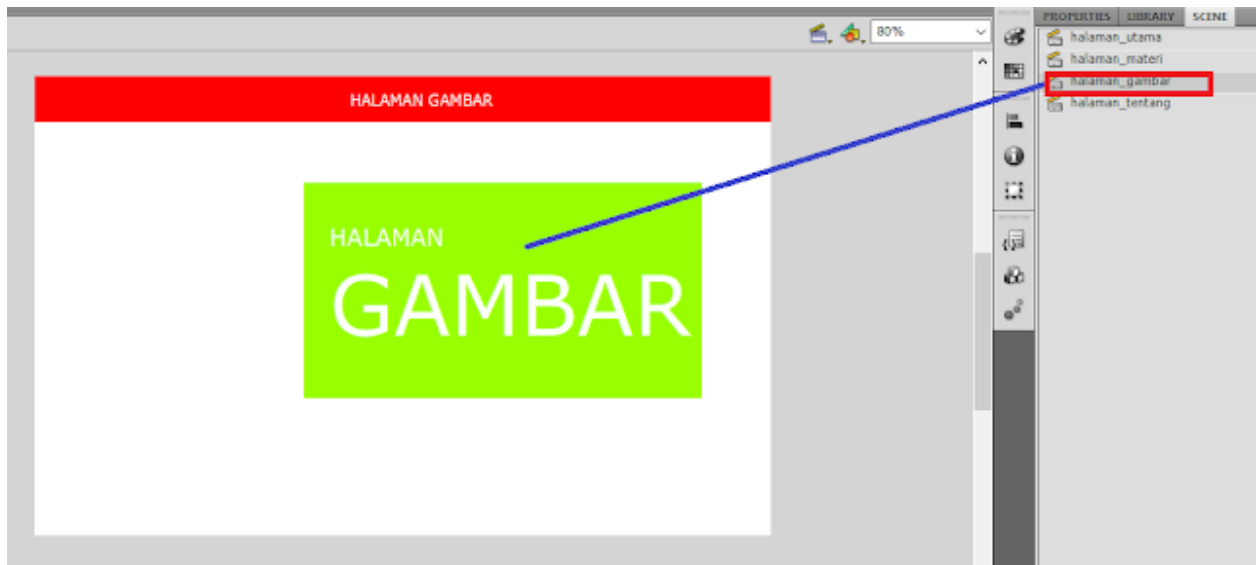 PROPERTIES LIBRARY SCENE
80%
halaman_utama
halaman_materi
halaman_gambar
halaman_tentang
HALAMAN GAMBAR
HALAMAN
GAMBAR